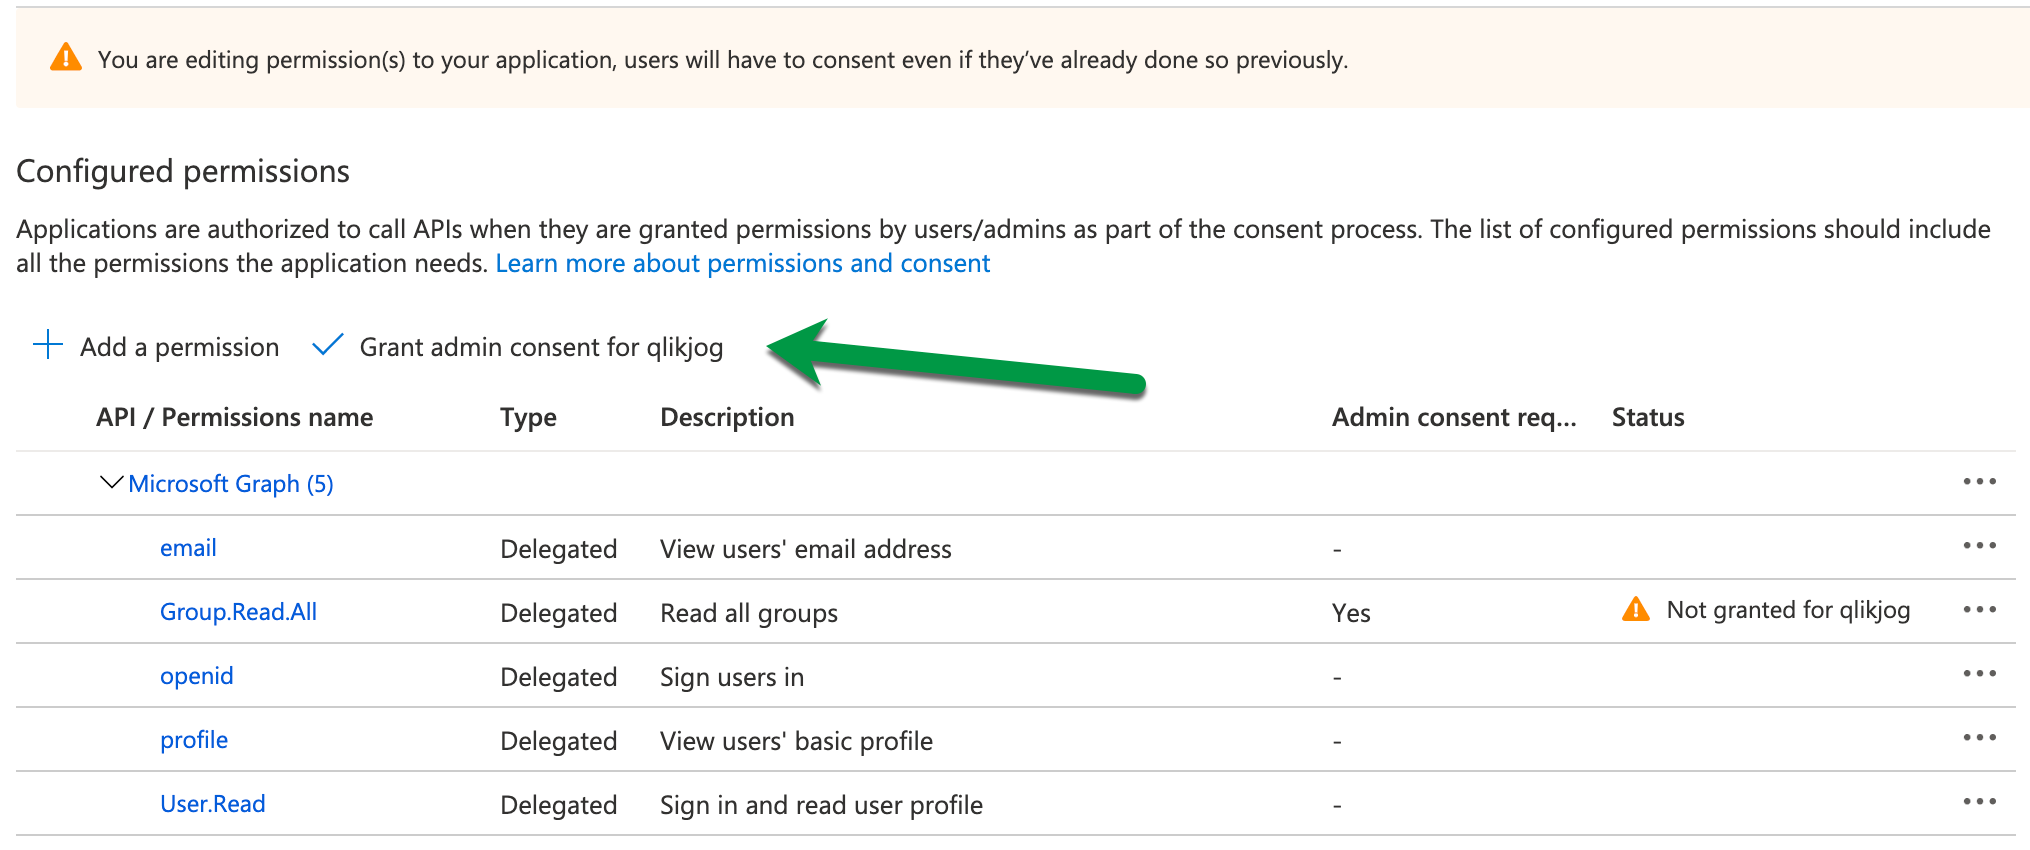 You are editing permission(s) to your application, users will have to consent even if they’ve already done so previously.
Configured permissions
Applications are authorized to call APIs when they are granted permissions by users/admins as part of the consent process. The list of configured permissions should include
all the permissions the application needs. Learn more about permissions and consent
Add a permission Grant admin consent for qlikjog
API / Permissions name Type Description Admin consent req... Status
Microsoft Graph (5)
email Delegated View users' email address -
Group.Read.All Delegated Read all groups Yes Not granted for qlikjog
openid Delegated Sign users in -
profile Delegated View users' basic profile -
User.Read Delegated Sign in and read user profile -